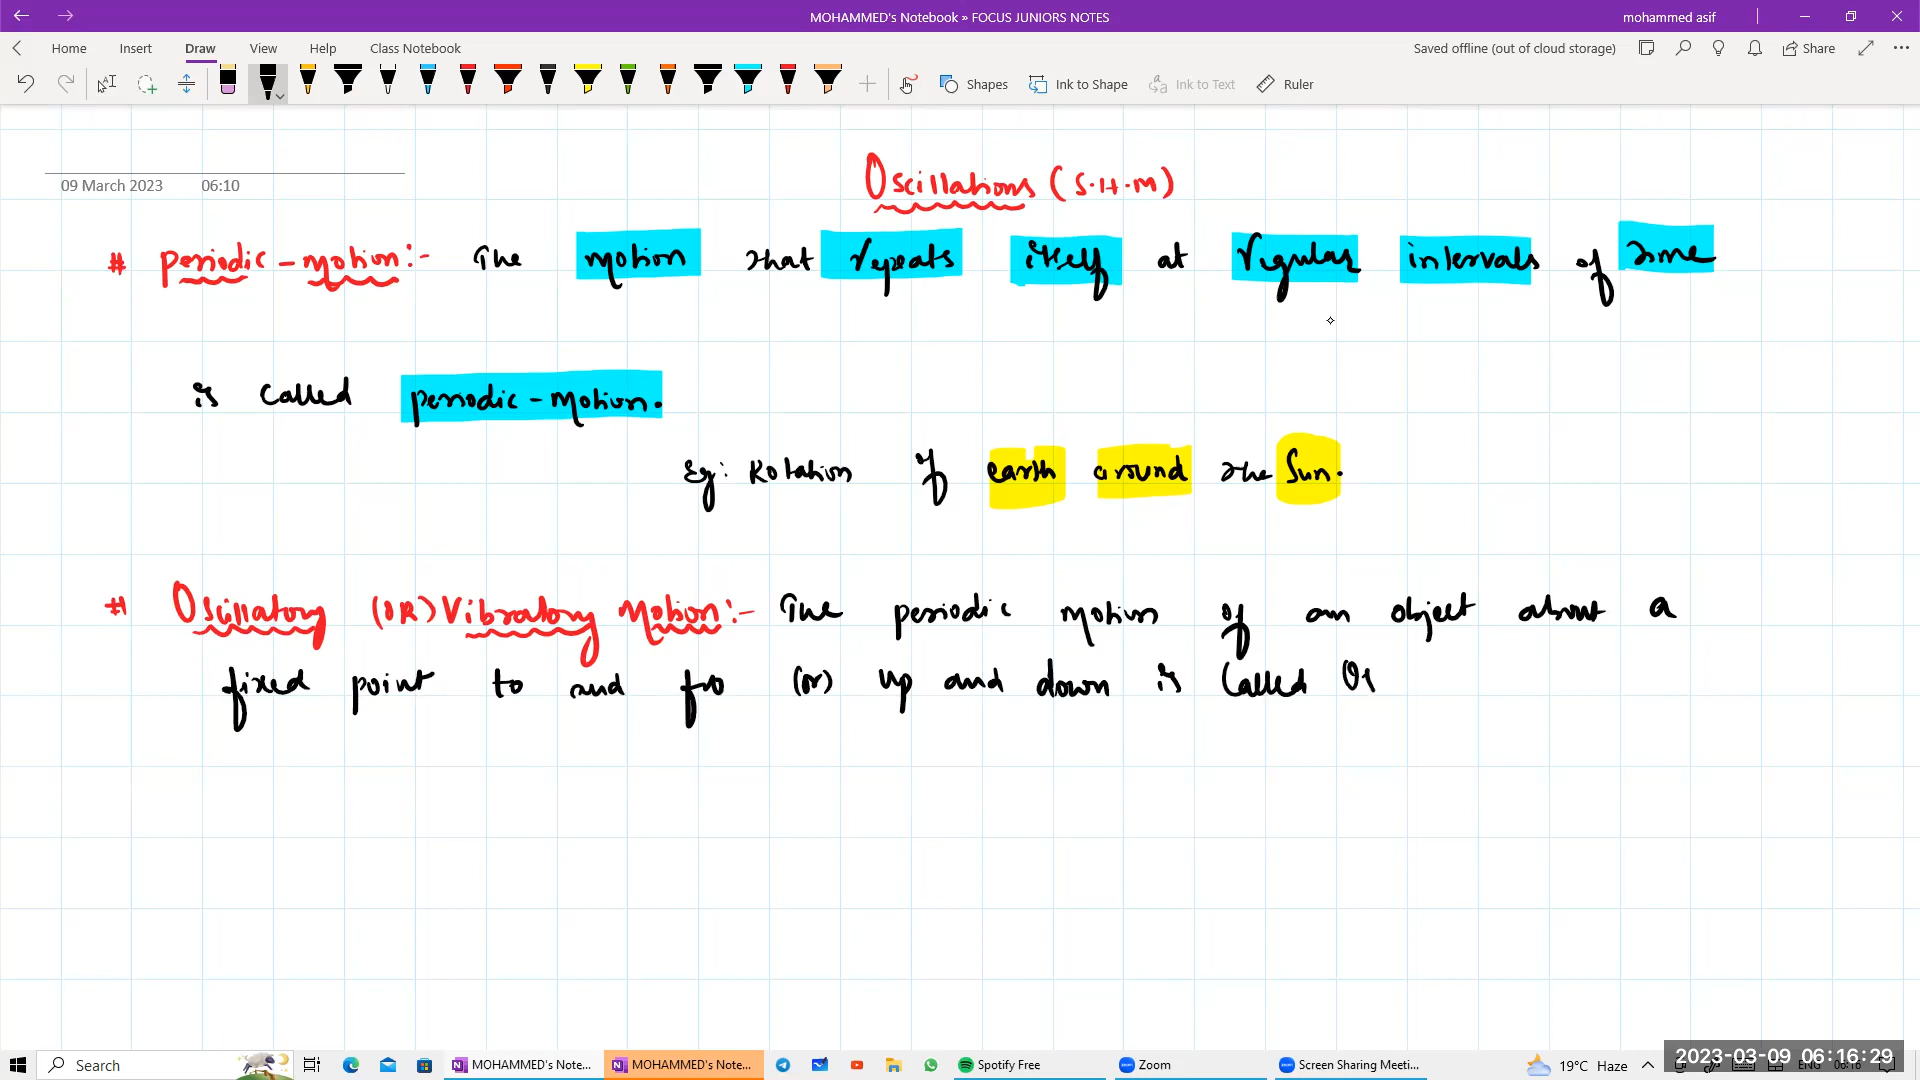 MOHAMMED's Notebook » FOCUS JUNIORS NOTES
mohammed asif
Home Insert Draw View Help Class Notebook
Saved offline (out of cloud storage)
Share
Shapes Ink to Shape Ink to Text Ruler
Oscillations (S.H.M)
09 March 2023 06:10
# periodic-motion:- The motion that repeats itself at regular intervals of time
is called periodic-motion.
Eg: Rotation of earth around the Sun.
# Oscillatory (OR) Vibratory Motion:- The periodic motion of an object about a
fixed point to and fro (or) up and down is called Os
Search
MOHAMMED's Note... MOHAMMED's Note... Spotify Free Zoom Screen Sharing Meeti... 19°C Haze
2023-03-09 06:16:29